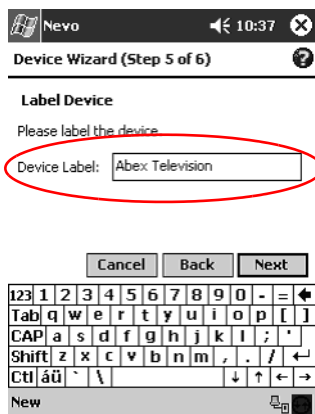 Nevo 10:37
Device Wizard (Step 5 of 6)
Label Device
Please label the device
Device Label: Abex Television
Cancel Back Next
123 1 2 3 4 5 6 7 8 9 0 - =
Tab q w e r t y u i o p [ ]
CAP a s d f g h j k l ; '
Shift z x c v b n m , . /
Ctl áü ` \
New